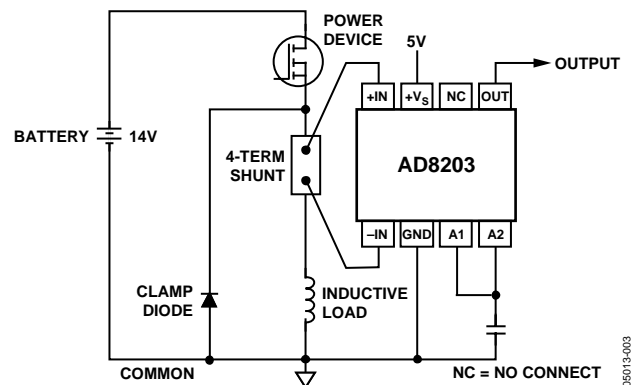 POWER
DEVICE
5V
OUTPUT
+IN
+VS
NC
OUT
BATTERY
14V
4-TERM
SHUNT
AD8203
–IN
GND
A1
A2
CLAMP
DIODE
INDUCTIVE
LOAD
COMMON
NC = NO CONNECT
05013-003